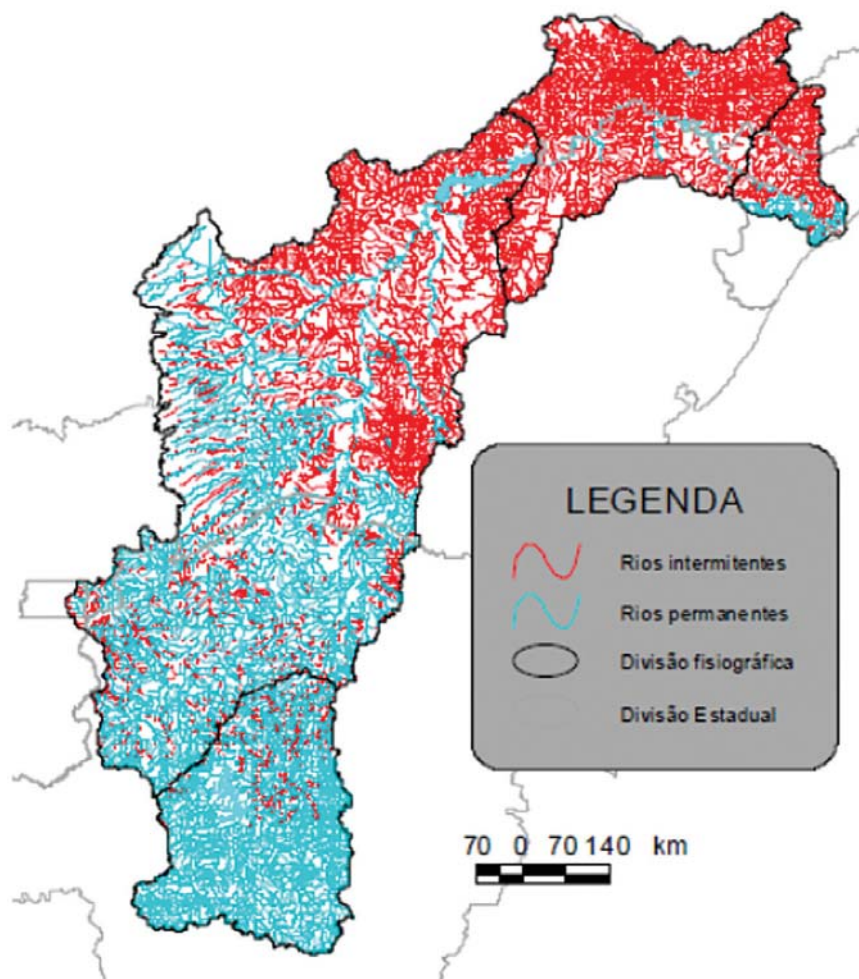 LEGENDA
Rios intermitentes
Rios permanentes
Divisão fisiográfica
Divisão Estadual
70 0 70 140 km